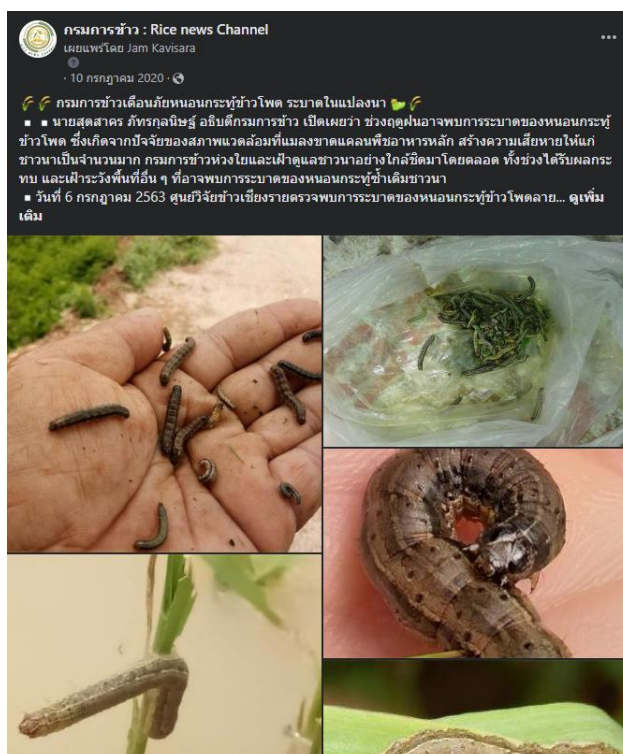 กรมการข้าว : Rice news Channel
เผยแพร่โดย Jam Kavisara
· 10 กรกฎาคม 2020 ·
กรมการข้าวเตือนภัยหนอนกระทู้ข้าวโพด ระบาดในแปลงนา
▪ ▪ นายสุดสาคร ภัทรกุลนิษฐ์ อธิบดีกรมการข้าว เปิดเผยว่า ช่วงฤดูฝนอาจพบการระบาดของหนอนกระทู้
ข้าวโพด ซึ่งเกิดจากปัจจัยของสภาพแวดล้อมที่แมลงขาดแคลนพืชอาหารหลัก สร้างความเสียหายให้แก่
ชาวนาเป็นจำนวนมาก กรมการข้าวห่วงใยและเฝ้าดูแลชาวนาอย่างใกล้ชิดมาโดยตลอด ทั้งช่วงได้รับผลกระ
ทบ และเฝ้าระวังพื้นที่อื่น ๆ ที่อาจพบการระบาดของหนอนกระทู้ซ้ำเติมชาวนา
▪ วันที่ 6 กรกฎาคม 2563 ศูนย์วิจัยข้าวเชียงรายตรวจพบการระบาดของหนอนกระทู้ข้าวโพดลาย... ดูเพิ่ม
เติม